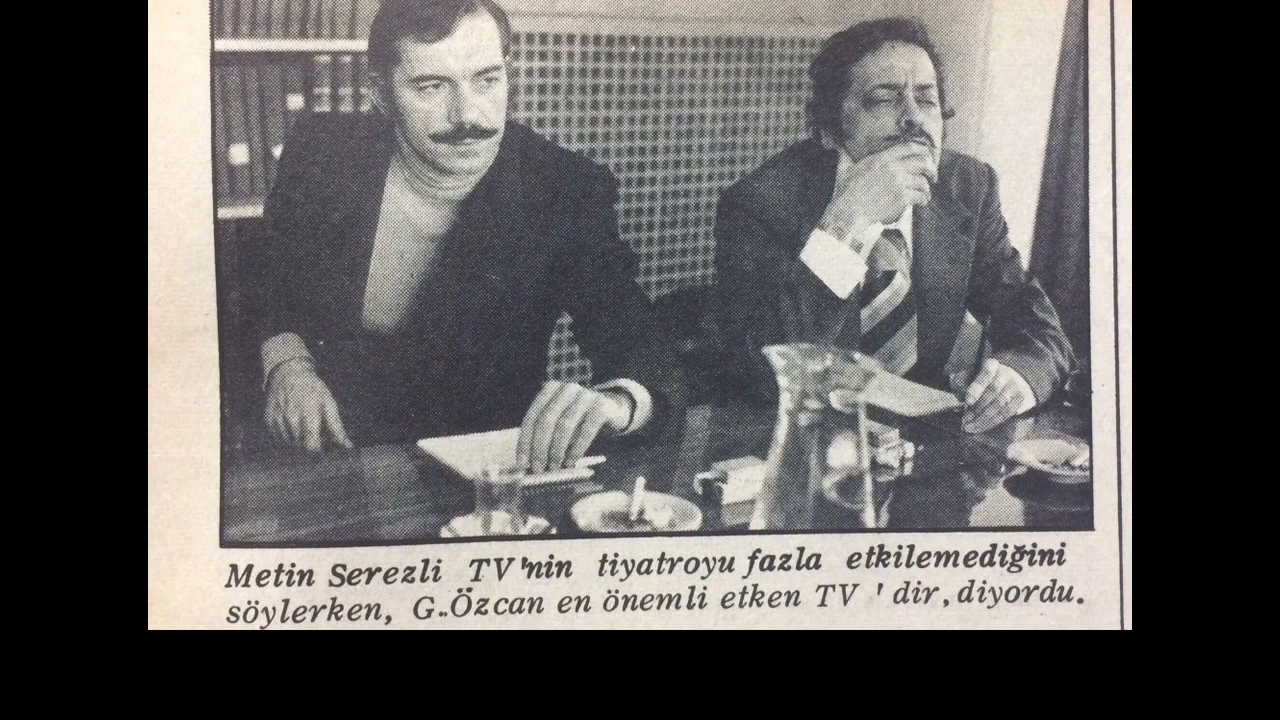 Metin Serezli TV'nin tiyatroyu fazla etkilemediğini
söylerken, G..Özcan en önemli etken TV ' dir, diyordu.